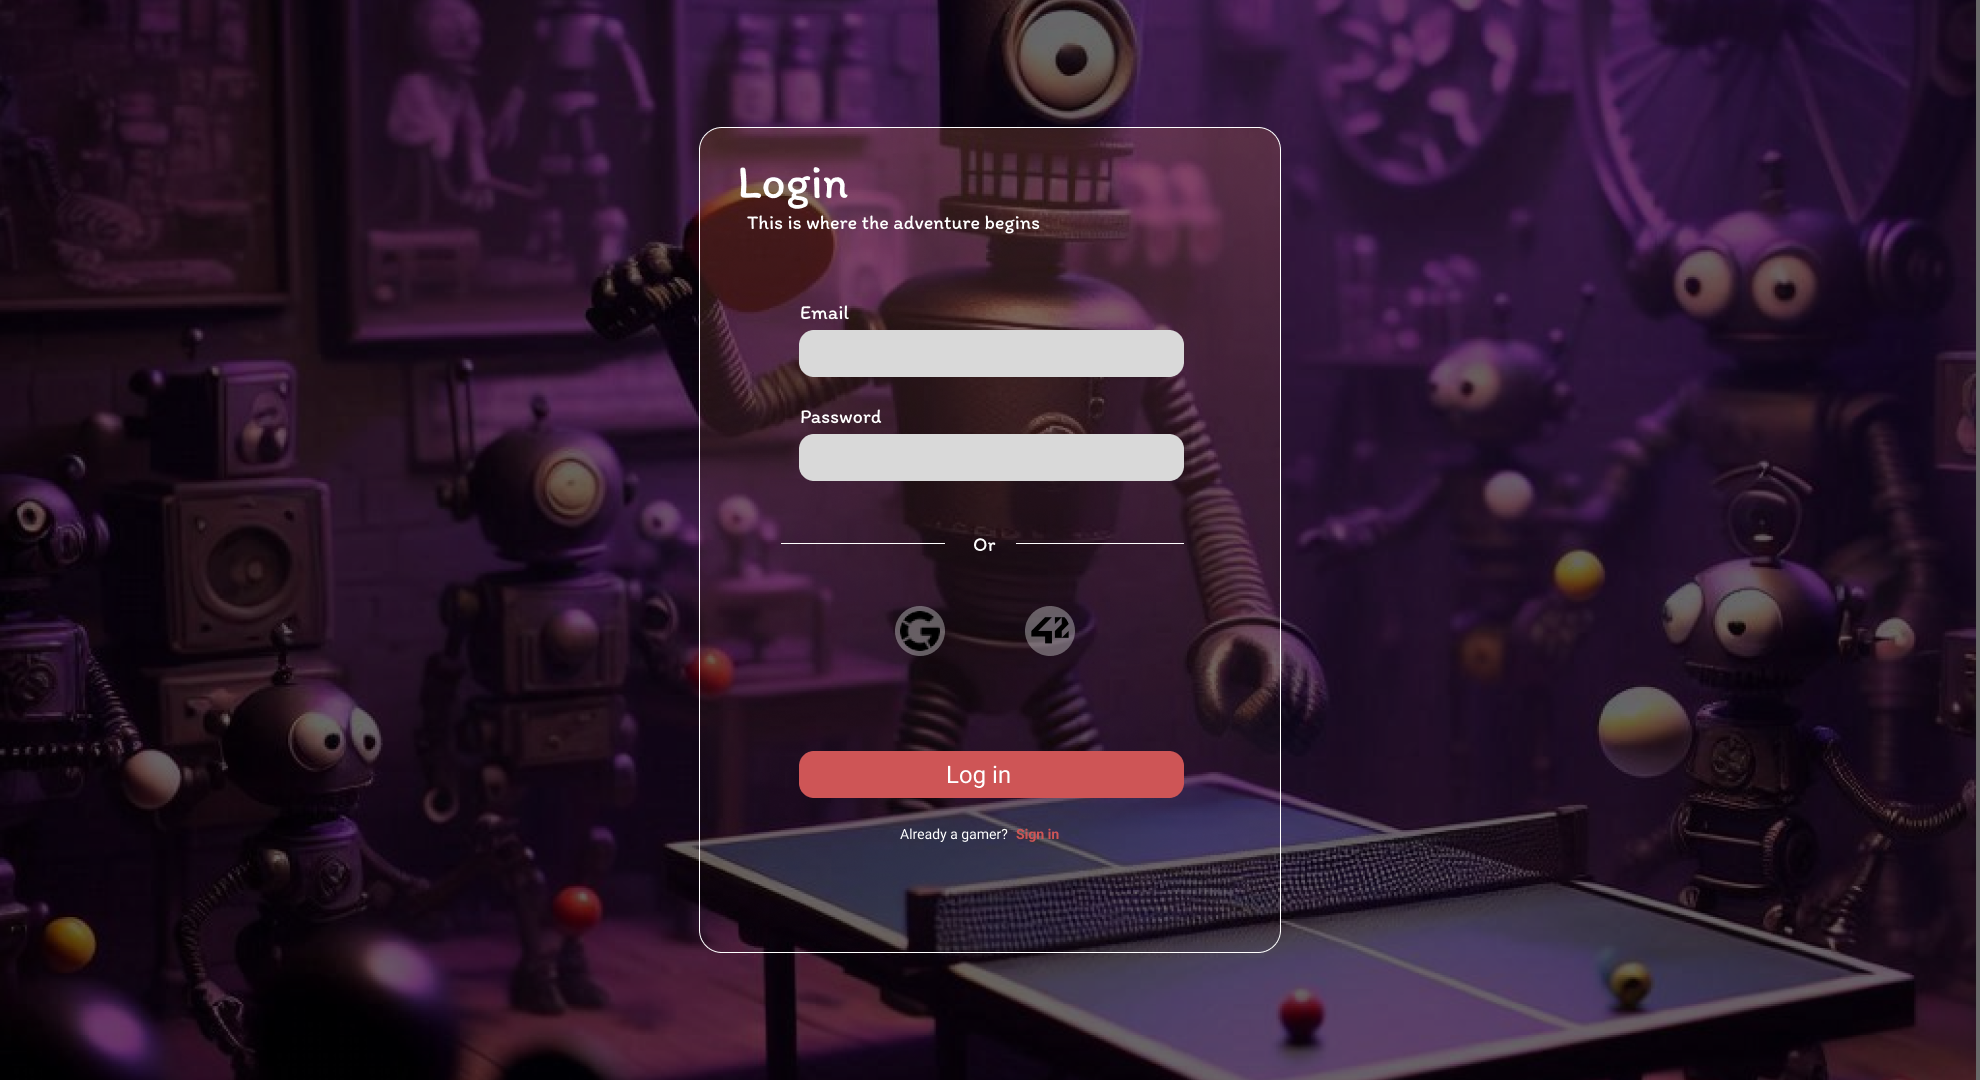 Login
This is where the adventure begins
Email
Password
Or
G 42
Log in
Already a gamer? Sign in